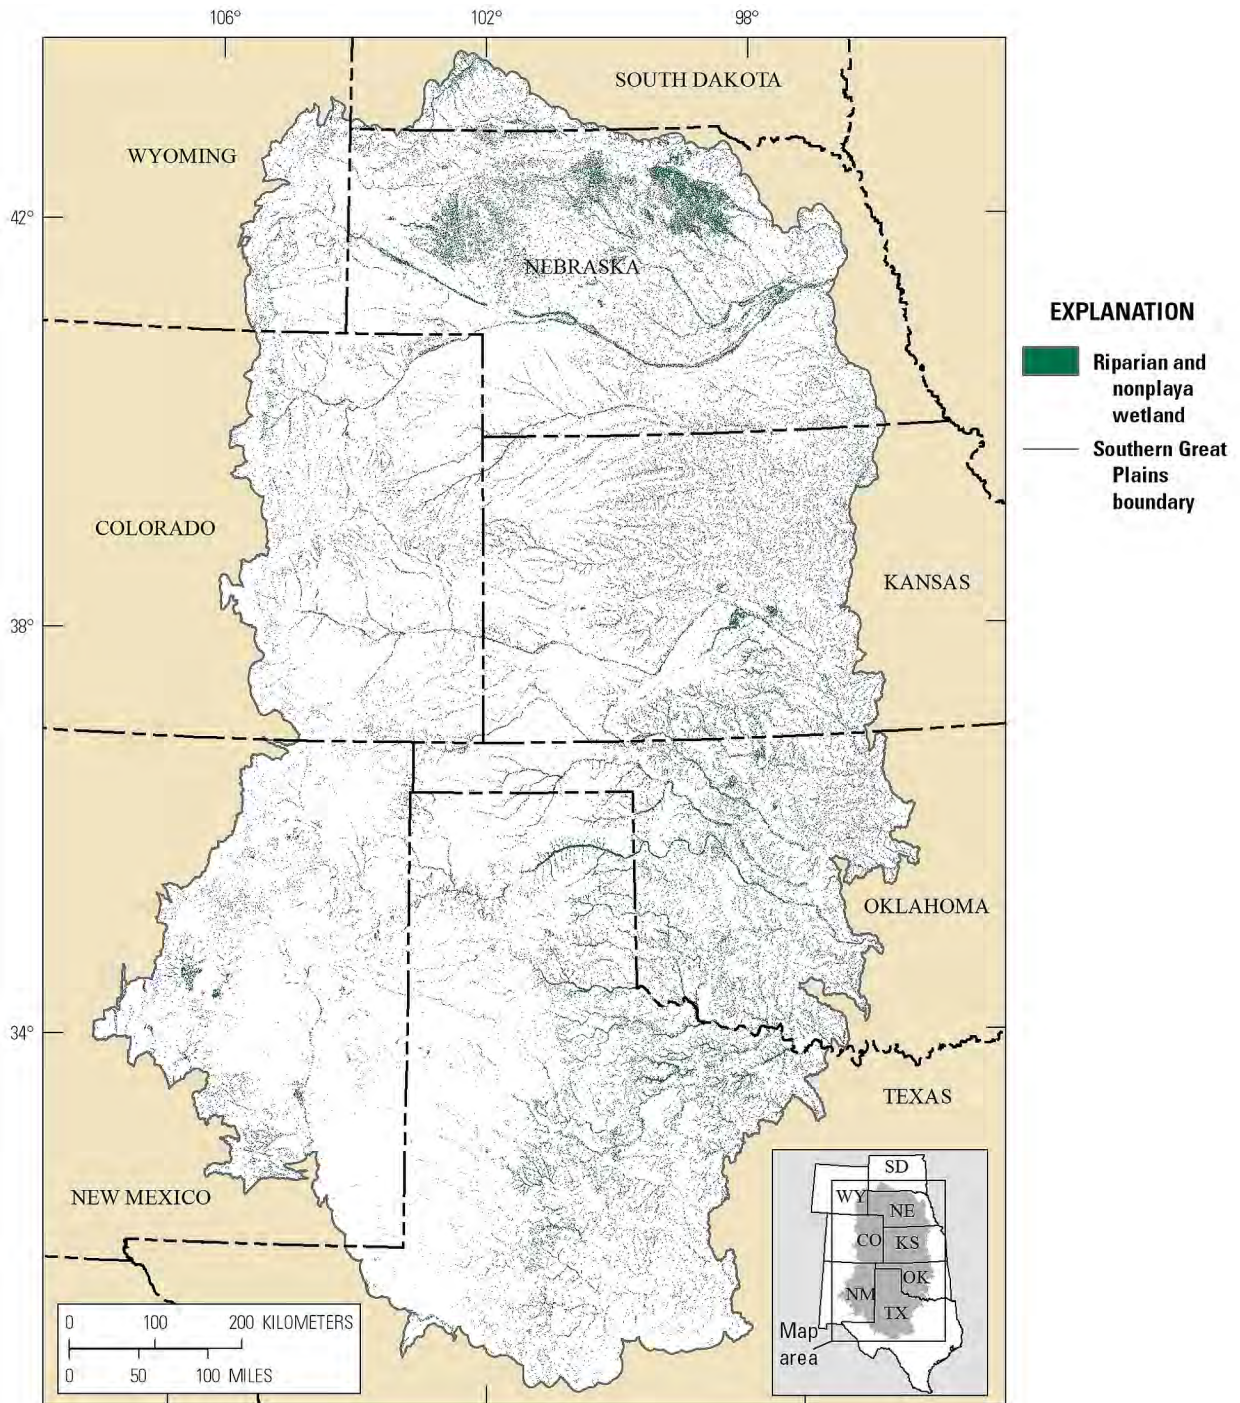 106°
102°
98°
SOUTH DAKOTA
WYOMING
42°
NEBRASKA
EXPLANATION
Riparian and
nonplaya
wetland
Southern Great
Plains
boundary
COLORADO
KANSAS
38°
OKLAHOMA
34°
TEXAS
NEW MEXICO
SD
WY
NE
CO
KS
OK
NM
TX
Map
area
0 100 200 KILOMETERS
0 50 100 MILES